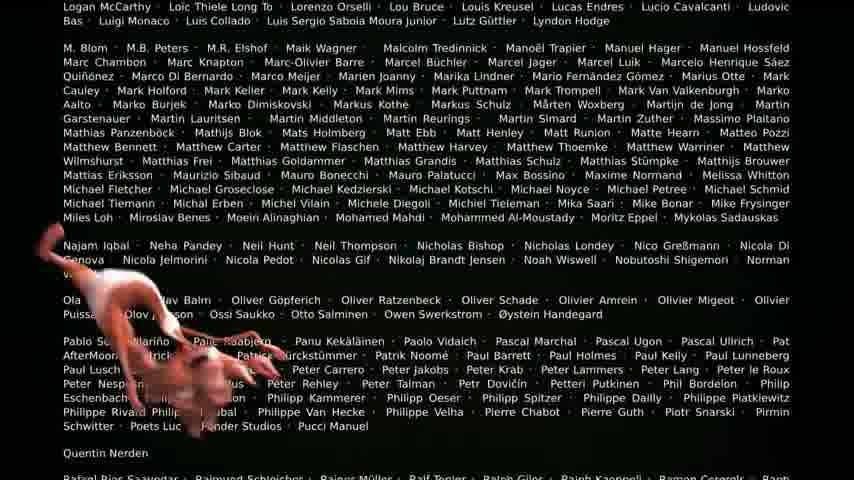 Logan McCarthy · Loïc Thiele Long To · Lorenzo Orselli · Lou Bruce · Louis Kreusel · Lucas Endres · Lucio Cavalcanti · Ludovic
Bas · Luigi Monaco · Luis Collado · Luis Sergio Saboia Moura Junior · Lutz Güttler · Lyndon Hodge
M. Blom · M.B. Peters · M.R. Elshof · Maik Wagner · Malcolm Tredinnick · Manoël Trapier · Manuel Hager · Manuel Hossfeld
Marc Chambon · Marc Knapton · Marc-Olivier Barre · Marcel Büchler · Marcel Jager · Marcel Luik · Marcelo Henrique Sáez
Quiñónez · Marco Di Bernardo · Marco Meijer · Marien Joanny · Marika Lindner · Mario Fernández Gómez · Marius Otte · Mark
Cauley · Mark Holford · Mark Keller · Mark Kelly · Mark Mims · Mark Puttnam · Mark Trompell · Mark Van Valkenburgh · Marko
Aalto · Marko Burjek · Marko Dimiskovski · Markus Kothe · Markus Schulz · Mårten Woxberg · Martijn de Jong · Martin
Garstenauer · Martin Lauritsen · Martin Middleton · Martin Reurings · Martin Simard · Martin Zuther · Massimo Plaitano
Mathias Panzenböck · Mathijs Blok · Mats Holmberg · Matt Ebb · Matt Henley · Matt Runion · Matte Hearn · Matteo Pozzi
Matthew Bennett · Matthew Carter · Matthew Flaschen · Matthew Harvey · Matthew Thoemke · Matthew Warriner · Matthew
Wilmshurst · Matthias Frei · Matthias Goldammer · Matthias Grandis · Matthias Schulz · Matthias Stümpke · Matthijs Brouwer
Mattias Eriksson · Maurizio Sibaud · Mauro Bonecchi · Mauro Palatucci · Max Bossino · Maxime Normand · Melissa Whitton
Michael Fletcher · Michael Groseclose · Michael Kedzierski · Michael Kotschi · Michael Noyce · Michael Petree · Michael Schmid
Michael Tiemann · Michal Erben · Michel Vilain · Michele Diegoli · Michiel Tieleman · Mika Saari · Mike Bonar · Mike Frysinger
Miles Loh · Miroslav Benes · Moein Alinaghian · Mohamed Mahdi · Mohammed Al-Moustady · Moritz Eppel · Mykolas Sadauskas
Najam Iqbal · Neha Pandey · Neil Hunt · Neil Thompson · Nicholas Bishop · Nicholas Londey · Nico Greßmann · Nicola Di
Genova · Nicola Jelmorini · Nicola Pedot · Nicolas Gif · Nikolaj Brandt Jensen · Noah Wiswell · Nobutoshi Shigemori · Norman
Ola Balm · Oliver Göpferich · Oliver Ratzenbeck · Oliver Schade · Olivier Amrein · Olivier Migeot · Olivier
Ossi Saukko · Otto Salminen · Owen Swerkstrom · Øystein Handegard
Pablo · Panu Kekäläinen · Paolo Vidaich · Pascal Marchal · Pascal Ugon · Pascal Ullrich · Pat
Patrik Noomé · Paul Barrett · Paul Holmes · Paul Kelly · Paul Lunneberg
Paul Lusch Peter Carrero · Peter Jakobs · Peter Krab · Peter Lammers · Peter Lang · Peter le Roux
Peter · Peter Rehley · Peter Talman · Petr Dovičín · Petteri Putkinen · Phil Bordelon · Philip
Philipp Kammerer · Philipp Oeser · Philipp Spitzer · Philippe Dailly · Philippe Piatkiewitz
Philippe Rivard · Philippe Van Hecke · Philippe Velha · Pierre Chabot · Pierre Guth · Piotr Snarski · Pirmin
Schwitter · Poets Studios · Pucci Manuel
Quentin Nerden